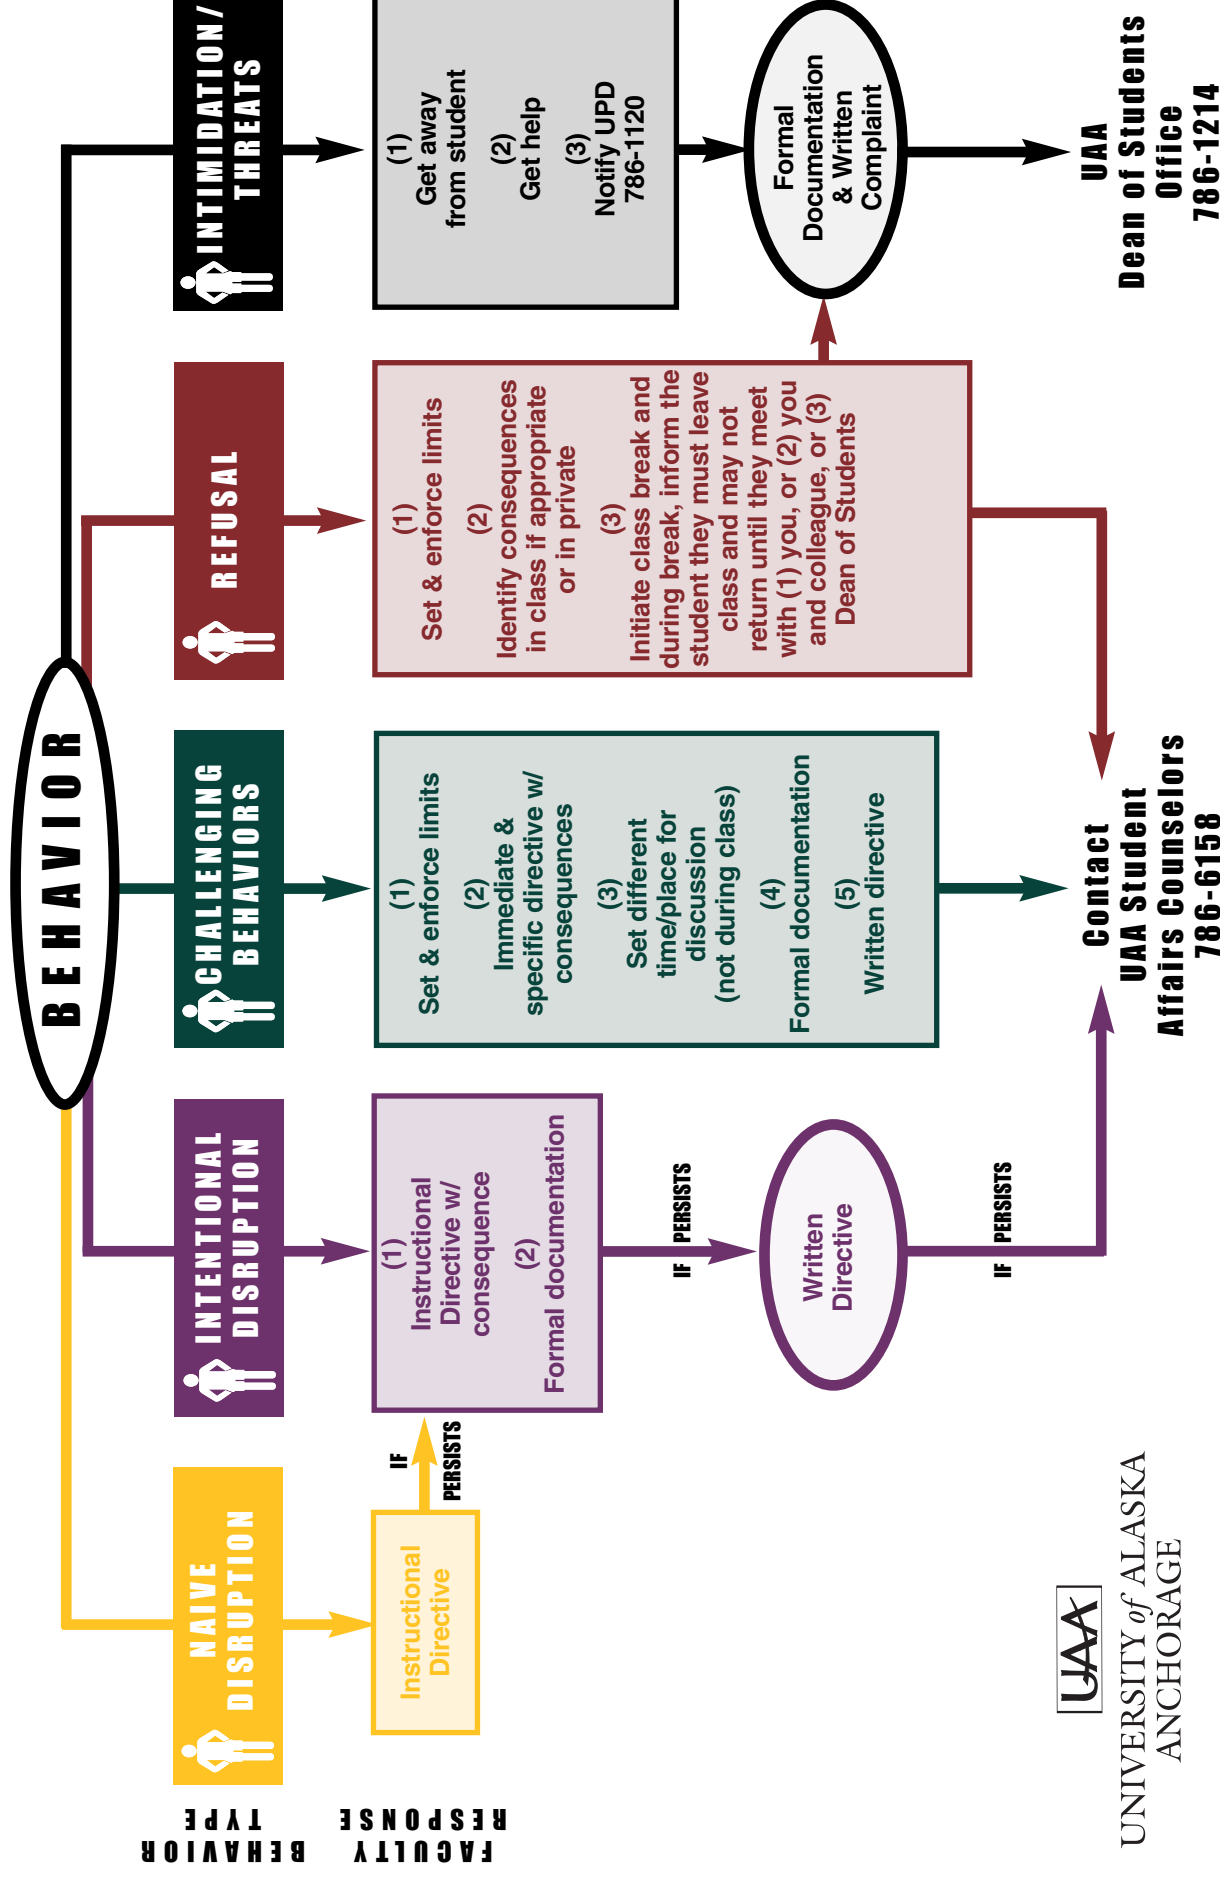 BEHAVIOR
BEHAVIOR
TYPE
NAIVE
DISRUPTION
INTENTIONAL
DISRUPTION
CHALLENGING
BEHAVIORS
REFUSAL
INTIMIDATION/
THREATS
FACULTY
RESPONSE
Instructional
Directive
IF
PERSISTS
(1)
Instructional
Directive w/
consequence
(2)
Formal documentation
IF PERSISTS
Written
Directive
IF PERSISTS
(1)
Set & enforce limits
(2)
Immediate &
specific directive w/
consequences
(3)
Set different
time/place for
discussion
(not during class)
(4)
Formal documentation
(5)
Written directive
(1)
Set & enforce limits
(2)
Identify consequences
in class if appropriate
or in private
(3)
Initiate class break and
during break, inform the
student they must leave
class and may not
return until they meet
with (1) you, or (2) you
and colleague, or (3)
Dean of Students
(1)
Get away
from student
(2)
Get help
(3)
Notify UPD
786-1120
Formal
Documentation
& Written
Complaint
Contact
UAA Student
Affairs Counselors
786-6158
UAA
Dean of Students
Office
786-1214
UAA
UNIVERSITY of ALASKA
ANCHORAGE